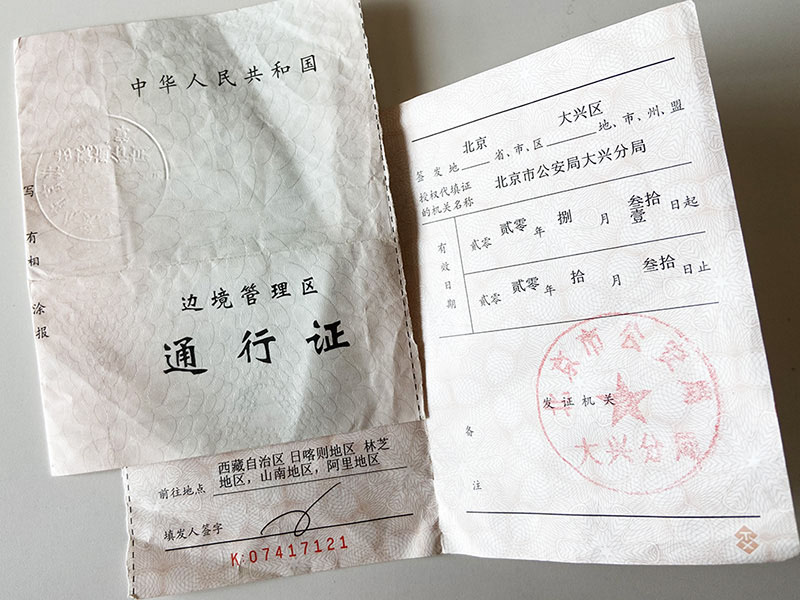 中华人民共和国
写
有
相
涂
报
边境管理区
通行证
前往地点 西藏自治区 日喀则地区 林芝
地区，山南地区，阿里地区
填发人签字
K:07417121
签发地 北京 省、市、区 大兴区 地、市、州、盟
授权代填证
的机关名称 北京市公安局大兴分局
有效日期
贰零 贰零 年 捌 月 叁拾壹 日起
贰零 贰零 年 拾 月 叁拾 日止
发证机关
大兴分局
备
注